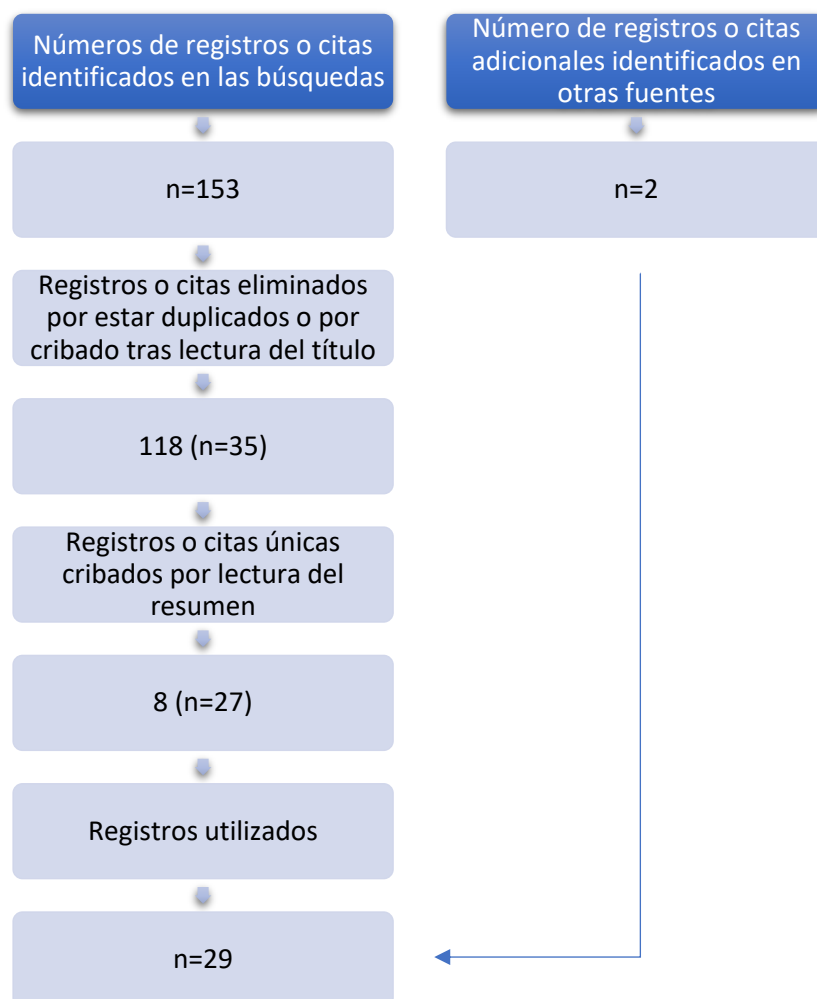 Números de registros o citas
identificados en las búsquedas
n=153
Registros o citas eliminados
por estar duplicados o por
cribado tras lectura del título
118 (n=35)
Registros o citas únicas
cribados por lectura del
resumen
8 (n=27)
Registros utilizados
n=29
Número de registros o citas
adicionales identificados en
otras fuentes
n=2